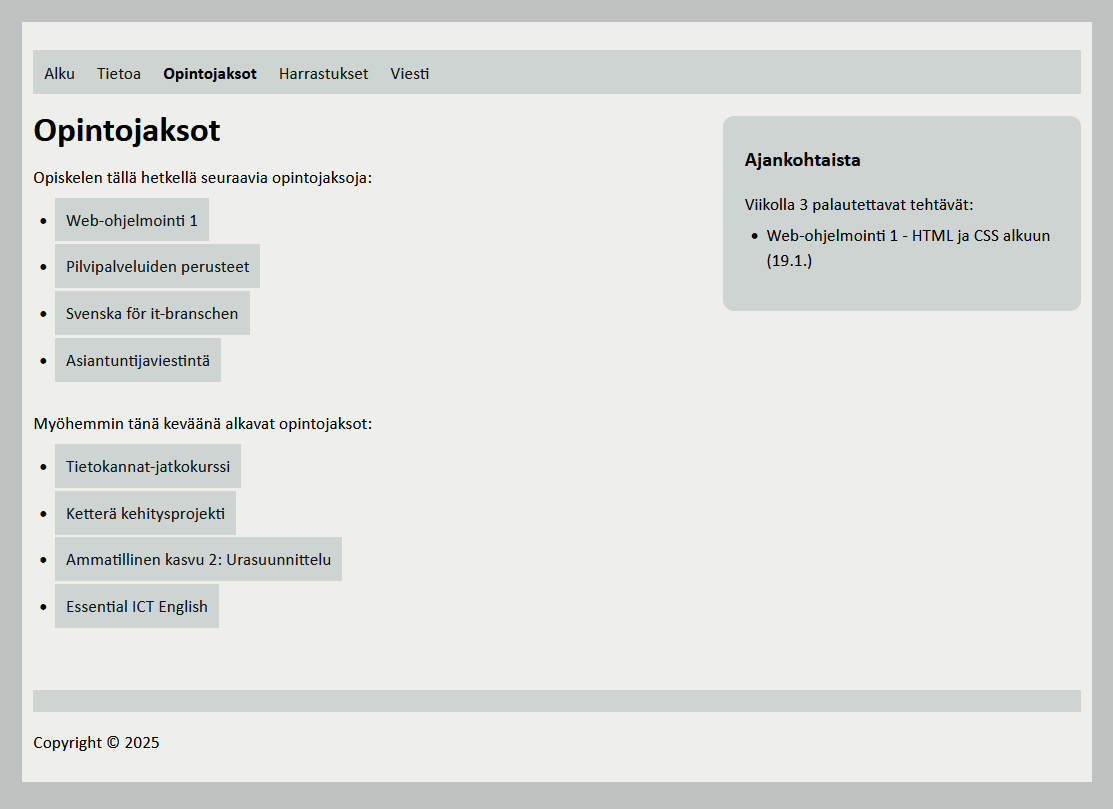 Alku Tietoa Opintojaksot Harrastukset Viesti
Opintojaksot
Opiskelen tällä hetkellä seuraavia opintojaksoja:
• Web-ohjelmointi 1
• Pilvipalveluiden perusteet
• Svenska för it-branschen
• Asiantuntijaviestintä
Myöhemmin tänä keväänä alkavat opintojaksot:
• Tietokannat-jatkokurssi
• Ketterä kehitysprojekti
• Ammatillinen kasvu 2: Urasuunnittelu
• Essential ICT English
Ajankohtaista
Viikolla 3 palautettavat tehtävät:
• Web-ohjelmointi 1 - HTML ja CSS alkuun
(19.1.)
Copyright © 2025